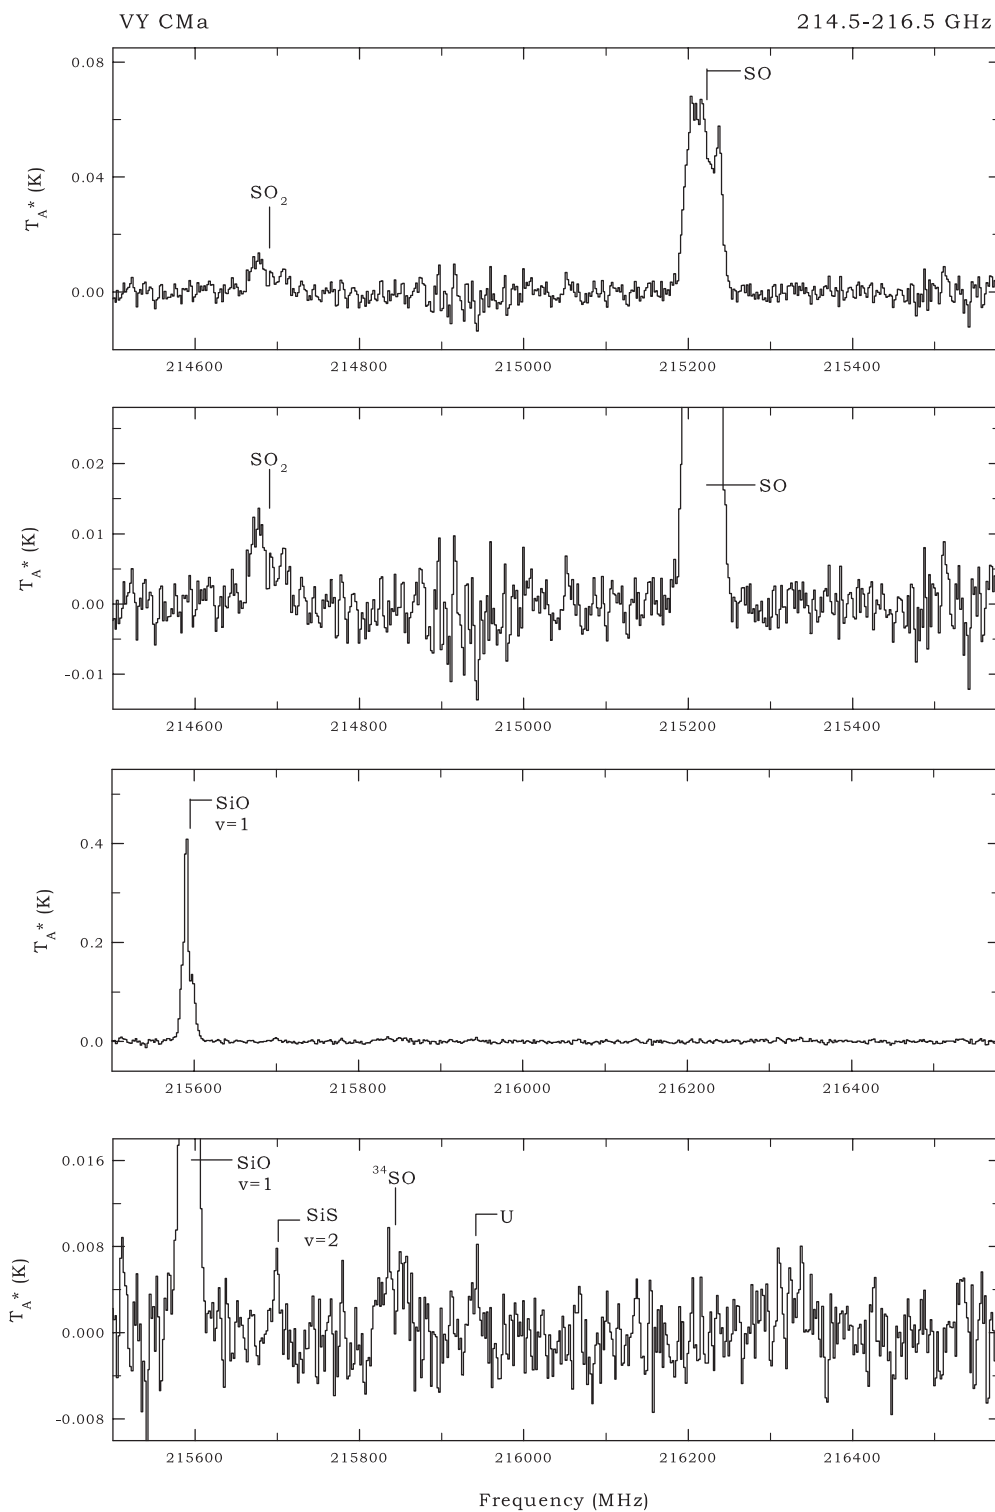 VY CMa
214.5-216.5 GHz
0.08
0.04
0.00
T_A* (K)
SO₂
SO
214600 214800 215000 215200 215400
0.02
0.01
0.00
-0.01
T_A* (K)
SO₂
SO
214600 214800 215000 215200 215400
0.4
0.2
0.0
T_A* (K)
SiO
v=1
215600 215800 216000 216200 216400
0.016
0.008
0.000
-0.008
T_A* (K)
SiO
v=1
SiS
v=2
³⁴SO
U
215600 215800 216000 216200 216400
Frequency (MHz)